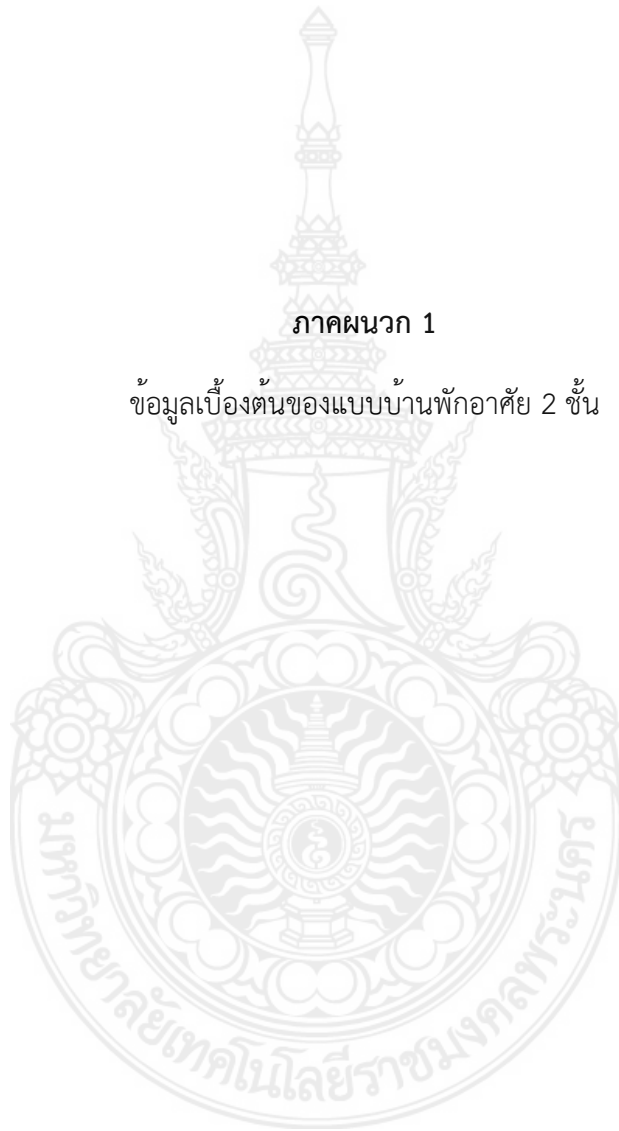 ภาคผนวก 1
ข้อมูลเบื้องต้นของแบบบ้านพักอาศัย 2 ชั้น
มหาวิทยาลัยเทคโนโลยีราชมงคลพระนคร